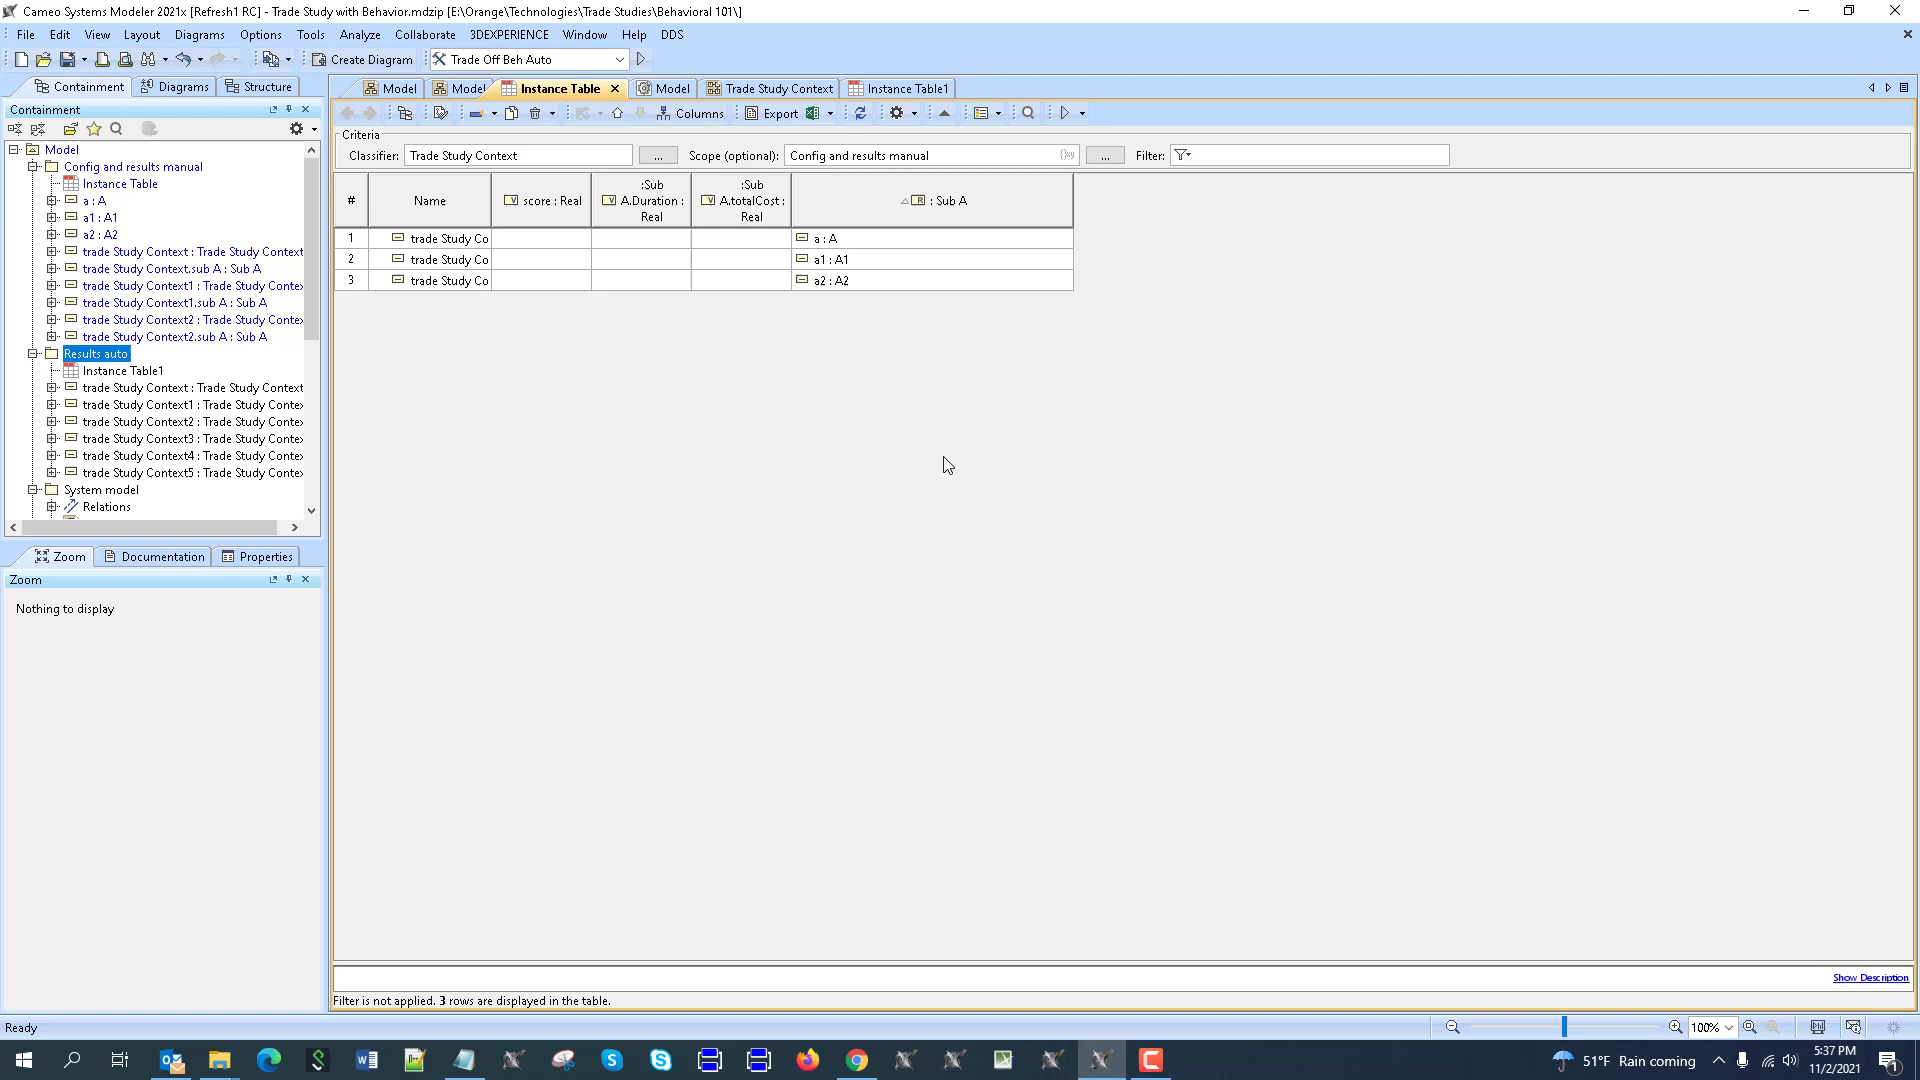 Cameo Systems Modeler 2021x [Refresh1 RC] - Trade Study with Behavior.mdzip [E:\Orange\Technologies\Trade Studies\Behavioral 101\]
File Edit View Layout Diagrams Options Tools Analyze Collaborate 3DEXPERIENCE Window Help DDS
Create Diagram Trade Off Beh Auto
Containment Diagrams Structure
Model Model Instance Table Model Trade Study Context Instance Table1
Containment
Columns Export
Criteria
Classifier: Trade Study Context ... Scope (optional): Config and results manual ... Filter:
Model
Config and results manual
Instance Table
a : A
a1 : A1
a2 : A2
trade Study Context : Trade Study Context
trade Study Context.sub A : Sub A
trade Study Context1 : Trade Study Contex
trade Study Context1.sub A : Sub A
trade Study Context2 : Trade Study Contex
trade Study Context2.sub A : Sub A
Results auto
Instance Table1
trade Study Context : Trade Study Context
trade Study Context1 : Trade Study Contex
trade Study Context2 : Trade Study Contex
trade Study Context3 : Trade Study Contex
trade Study Context4 : Trade Study Contex
trade Study Context5 : Trade Study Contex
System model
Relations
# Name score : Real :Sub A.Duration : Real :Sub A.totalCost : Real : Sub A
1 trade Study Co a : A
2 trade Study Co a1 : A1
3 trade Study Co a2 : A2
Zoom Documentation Properties
Zoom
Nothing to display
Show Description
Filter is not applied. 3 rows are displayed in the table.
Ready
100%
51°F Rain coming
5:37 PM
11/2/2021
1